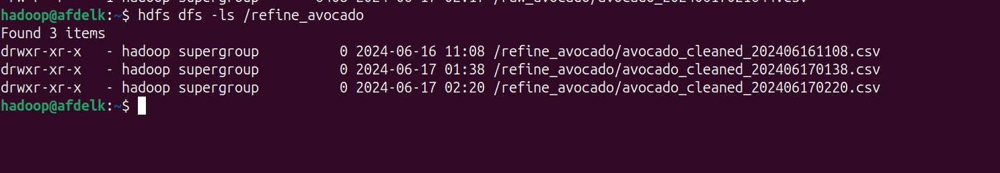 hadoop@afdelk:~$ hdfs dfs -ls /refine_avocado
Found 3 items
drwxr-xr-x   - hadoop supergroup          0 2024-06-16 11:08 /refine_avocado/avocado_cleaned_202406161108.csv
drwxr-xr-x   - hadoop supergroup          0 2024-06-17 01:38 /refine_avocado/avocado_cleaned_202406170138.csv
drwxr-xr-x   - hadoop supergroup          0 2024-06-17 02:20 /refine_avocado/avocado_cleaned_202406170220.csv
hadoop@afdelk:~$